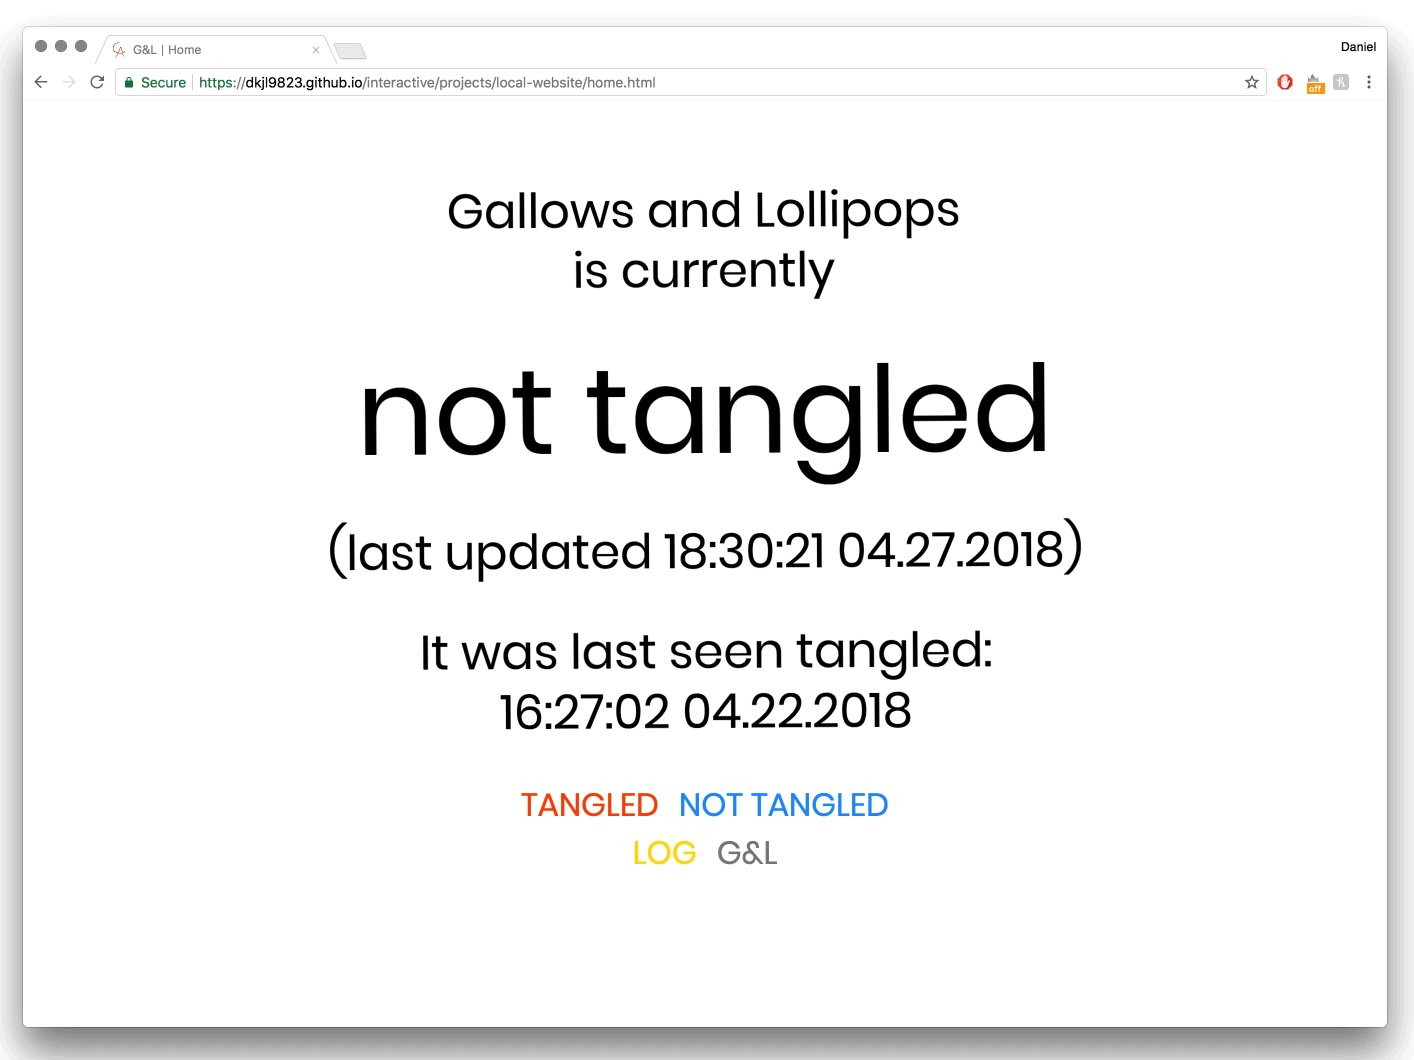 G&L | Home
Daniel
Secure https://dkjl9823.github.io/interactive/projects/local-website/home.html
off
Gallows and Lollipops
is currently
not tangled
(last updated 18:30:21 04.27.2018)
It was last seen tangled:
16:27:02 04.22.2018
TANGLED NOT TANGLED
LOG G&L